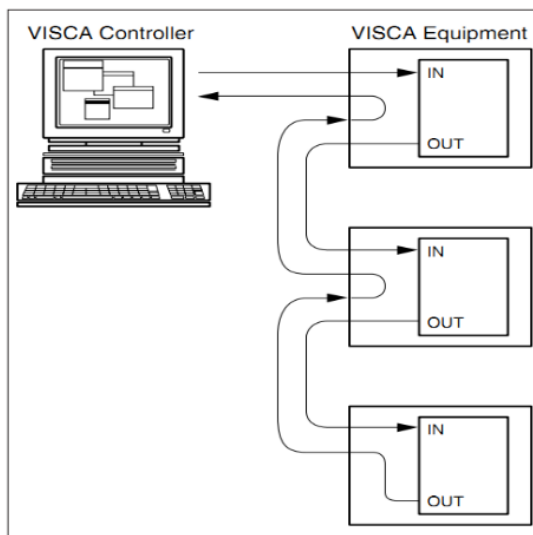 VISCA Controller
VISCA Equipment
IN
OUT
IN
OUT
IN
OUT